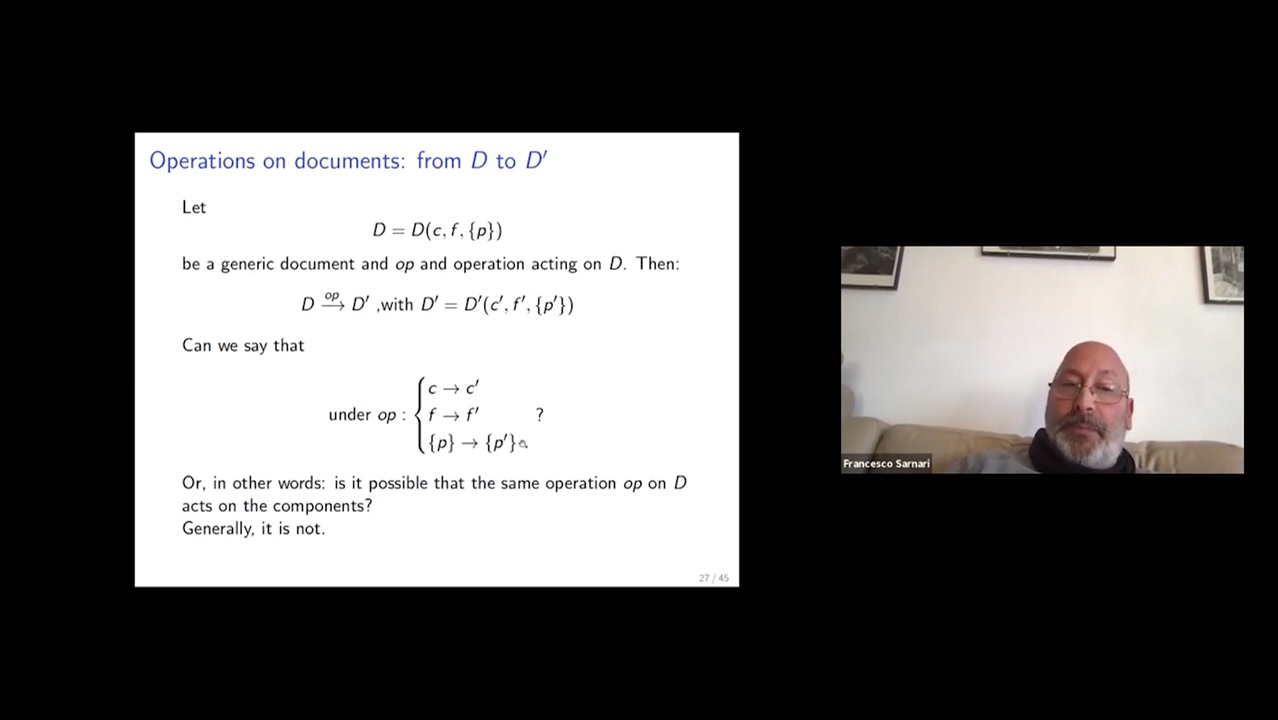 Operations on documents: from D to D′
Let
D = D(c, f, {p})
be a generic document and op and operation acting on D. Then:
D —op→ D′ ,with D′ = D′(c′, f′, {p′})
Can we say that
c → c′
under op : { f → f′ ?
{p} → {p′}
Or, in other words: is it possible that the same operation op on D
acts on the components?
Generally, it is not.
27 / 45
Francesco Sarnari